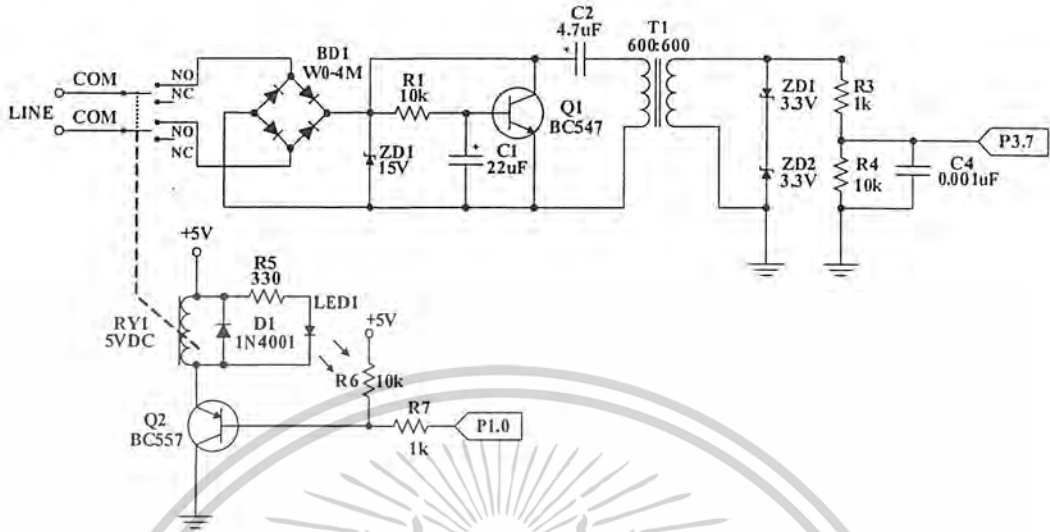 C2
4.7uF
T1
600:600
BD1
W0-4M
COM
NO
NC
LINE
COM
NO
NC
R1
10k
Q1
BC547
ZD1
15V
C1
22uF
+
+
ZD1
3.3V
R3
1k
P3.7
ZD2
3.3V
R4
10k
C4
0.001uF
+5V
R5
330
LED1
RY1
5VDC
D1
1N4001
+5V
R6
10k
Q2
BC557
R7
1k
P1.0